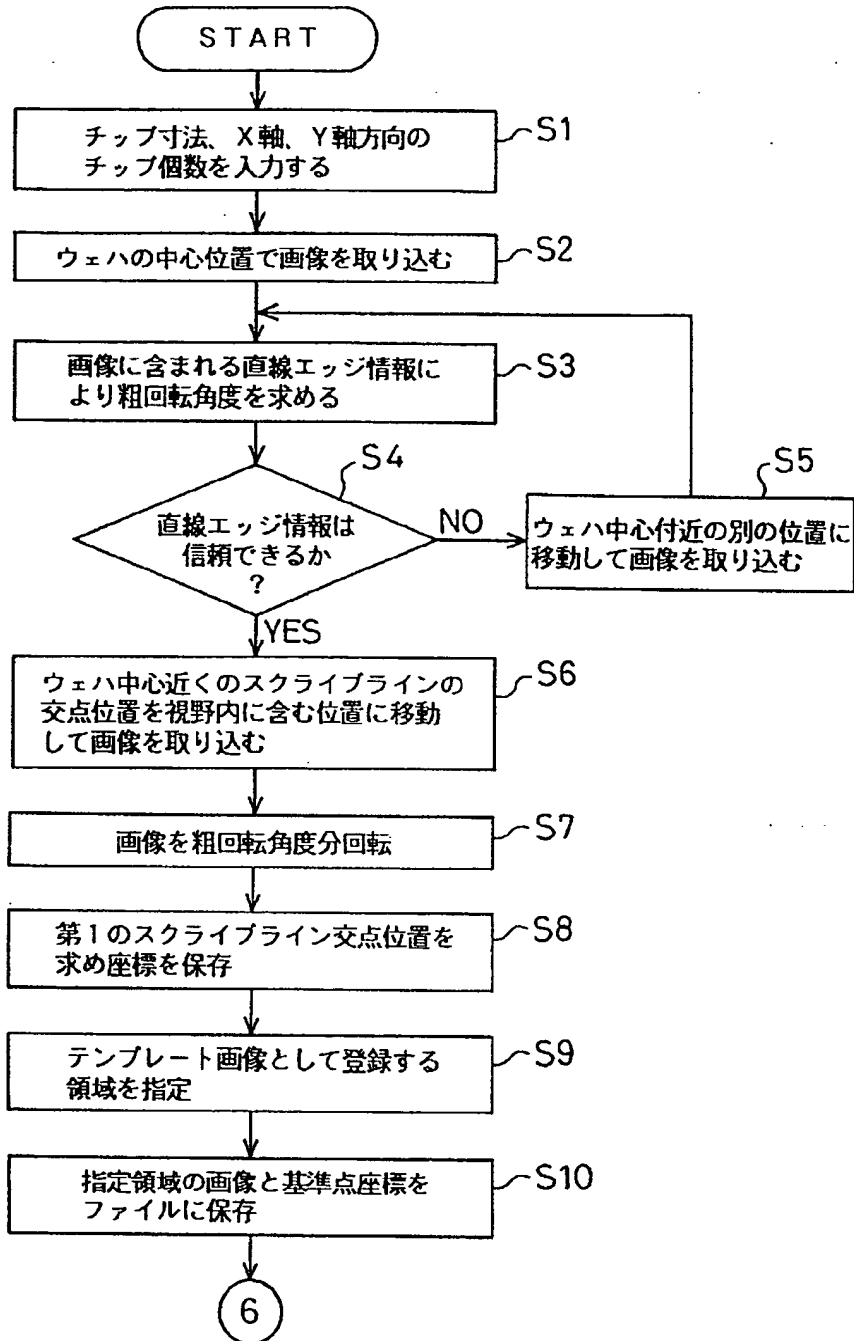 START
チップ寸法、X軸、Y軸方向の
チップ個数を入力する
S1
ウェハの中心位置で画像を取り込む
S2
画像に含まれる直線エッジ情報に
より粗回転角度を求める
S3
直線エッジ情報は
信頼できるか
?
S4
NO
ウェハ中心付近の別の位置に
移動して画像を取り込む
S5
YES
ウェハ中心近くのスクライブラインの
交点位置を視野内に含む位置に移動
して画像を取り込む
S6
画像を粗回転角度分回転
S7
第1のスクライブライン交点位置を
求め座標を保存
S8
テンプレート画像として登録する
領域を指定
S9
指定領域の画像と基準点座標を
ファイルに保存
S10
6